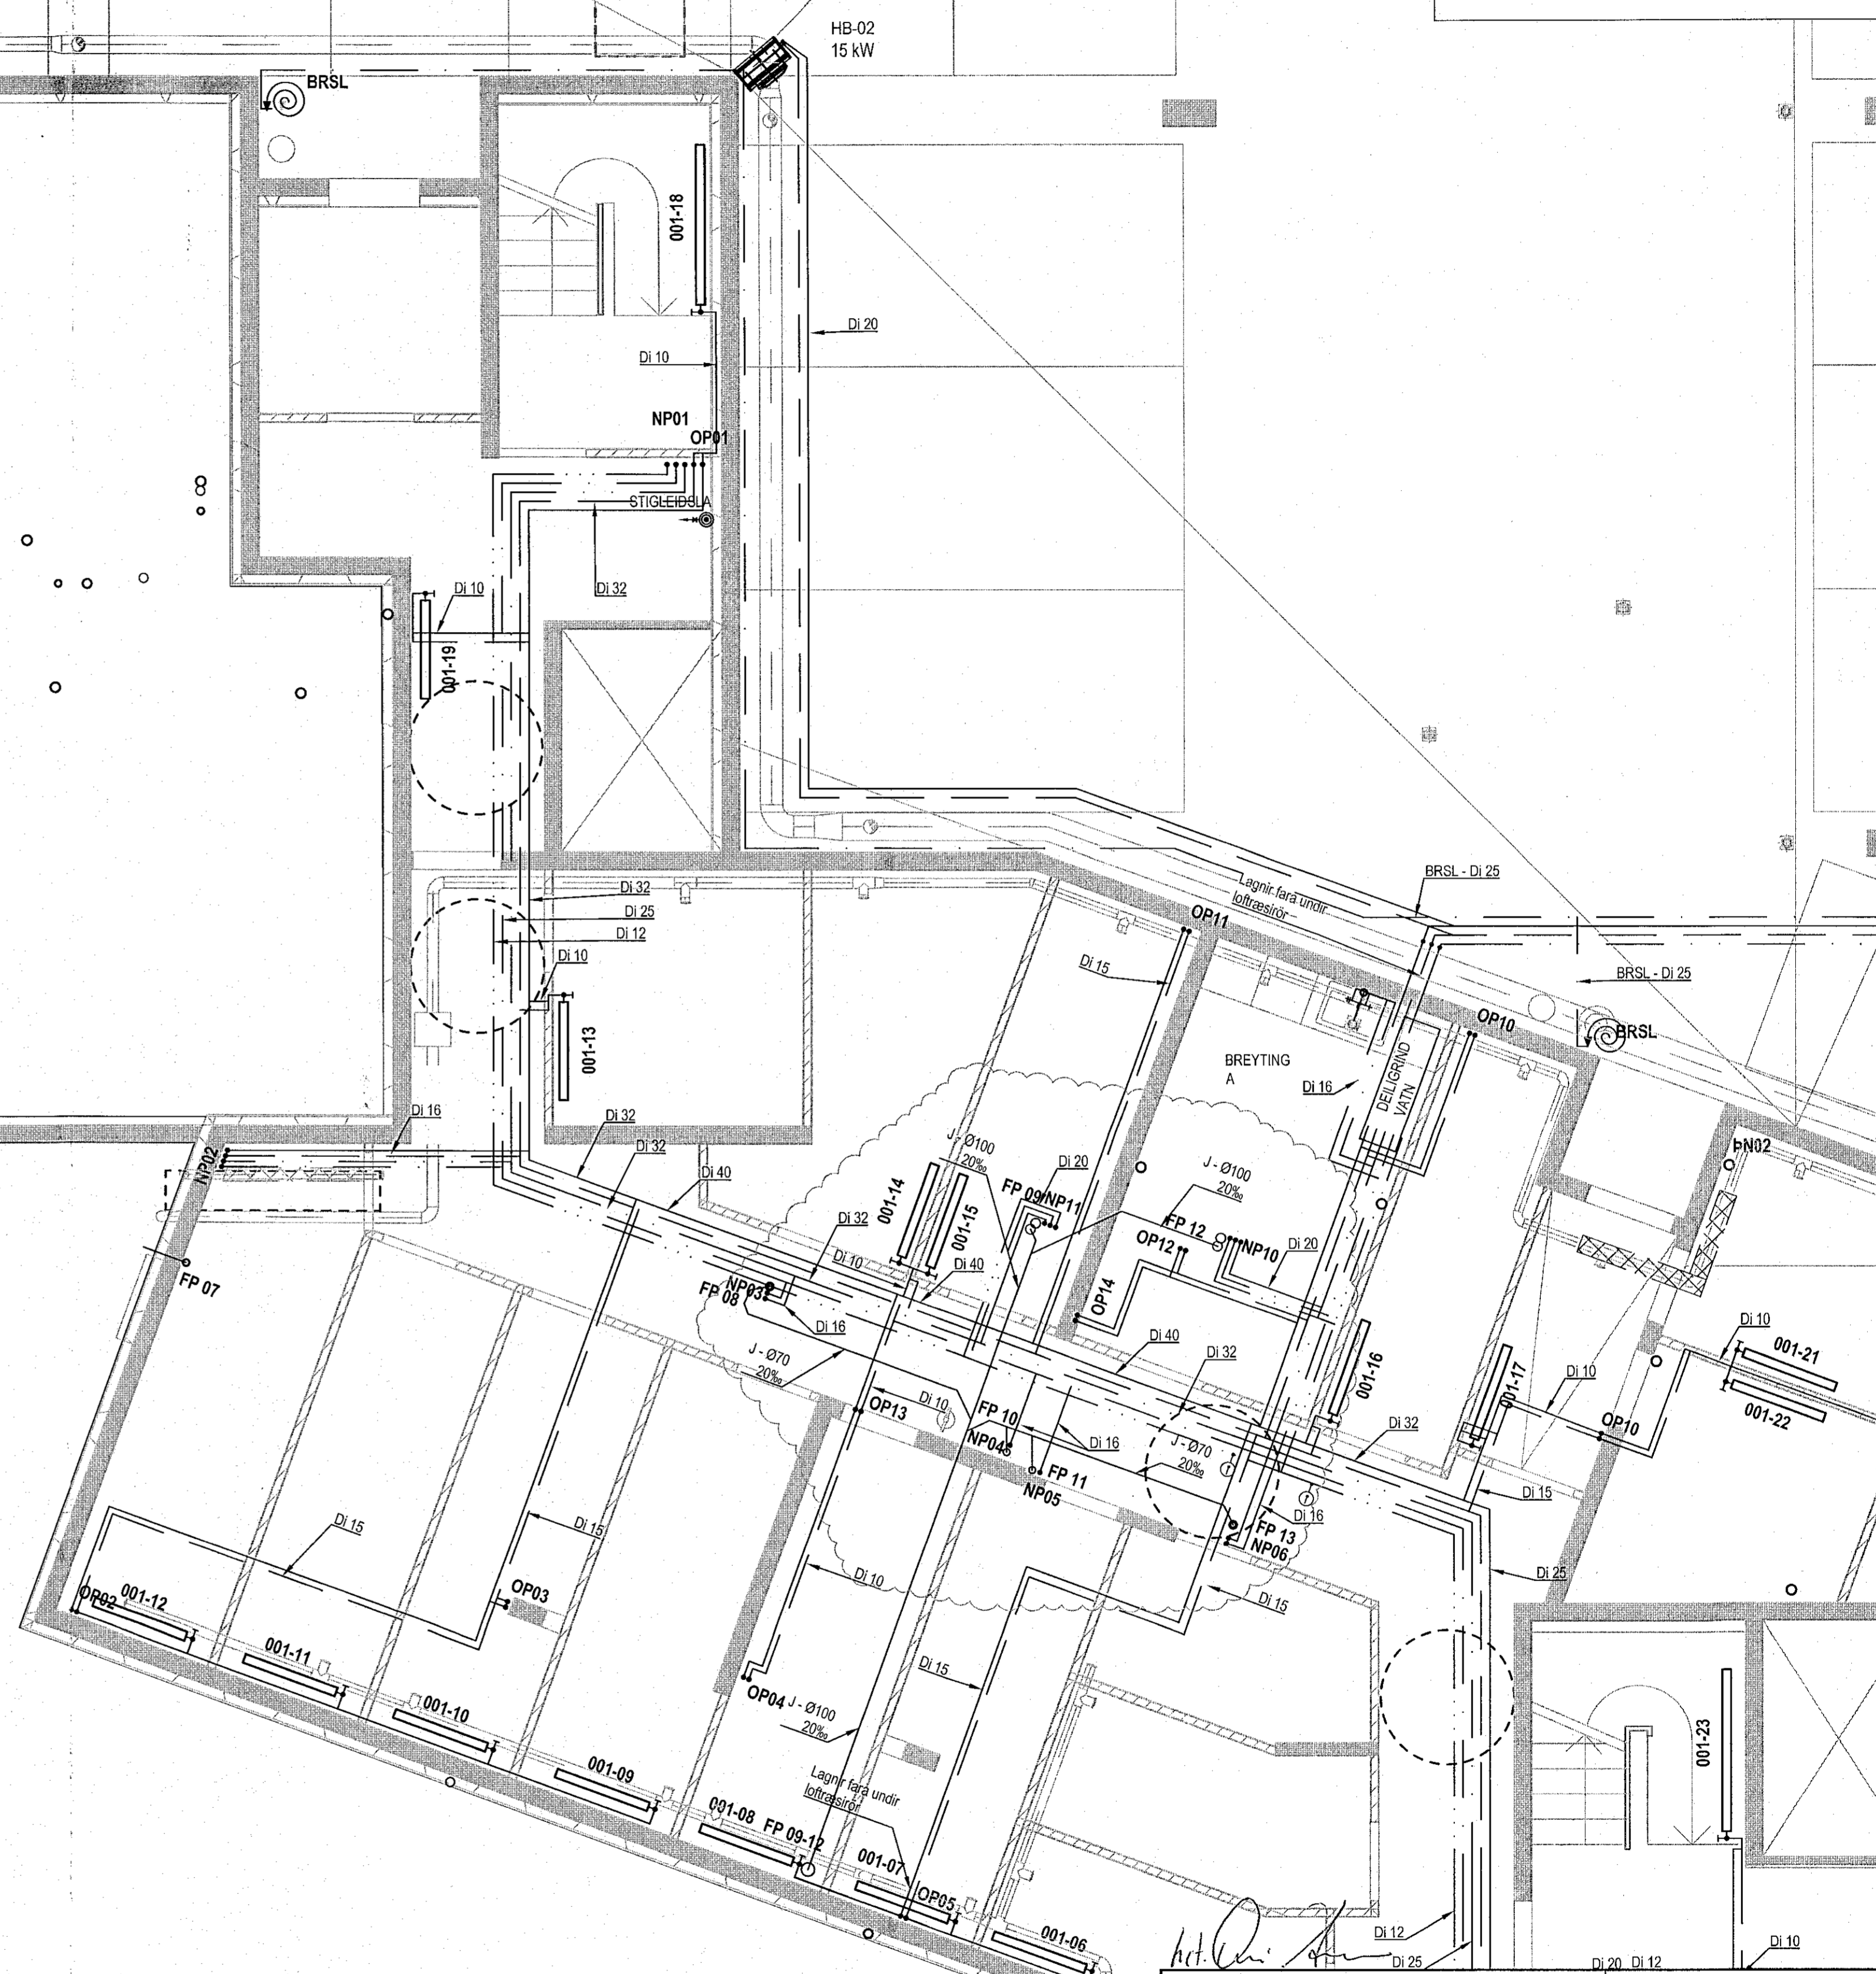 HB-02
15 kW
BRSL
001-18
Di 20
Di 10
NP01
OP01
STIGLEIDSLA
Di 10
Di 32
001-19
Di 32
Di 25
Di 12
Di 10
001-13
BRSL - Di 25
Lagnir fara undir
loftræsirör
OP11
Di 15
BRSL - Di 25
OP10
BRSL
BREYTING
A
Di 16
DEILIGRIND
VATN
Di 16
NP02
Di 32
Di 32
Di 40
J - Ø100
20‰
Di 20
J - Ø100
20‰
ÞN02
001-14
001-15
FP 09
NP11
Di 32
Di 10
Di 40
FP 12
OP12
NP10
Di 20
FP 07
NP03
FP 08
Di 16
OP14
J - Ø70
20‰
Di 40
Di 32
001-16
001-17
Di 10
Di 10
001-21
001-22
OP10
Di 10
OP13
FP 10
NP04
Di 16
J - Ø70
20‰
Di 32
FP 11
NP05
Di 15
Di 15
Di 15
Di 16
FP 13
NP06
Di 10
Di 25
Di 15
OP02
001-12
OP03
001-11
Di 15
OP04
J - Ø100
20‰
001-10
001-09
Lagnir fara undir
loftræsirör
001-08
FP 09-12
001-07
OP05
001-06
001-23
Di 12
Di 25
Di 20
Di 12
Di 10